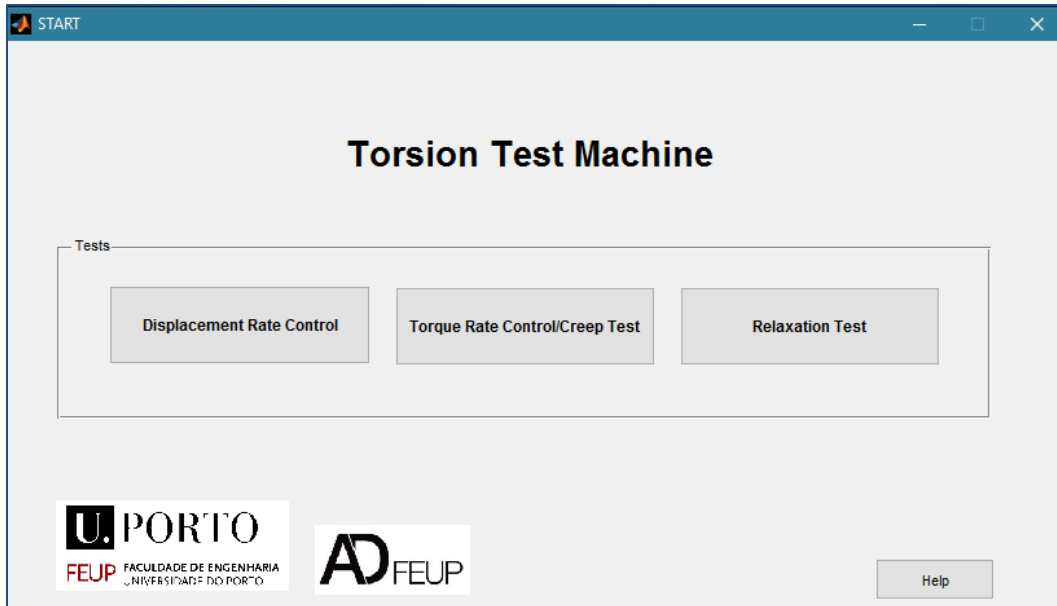 START
Torsion Test Machine
Tests
Displacement Rate Control
Torque Rate Control/Creep Test
Relaxation Test
U. PORTO
FEUP FACULDADE DE ENGENHARIA
UNIVERSIDADE DO PORTO
AD FEUP
Help